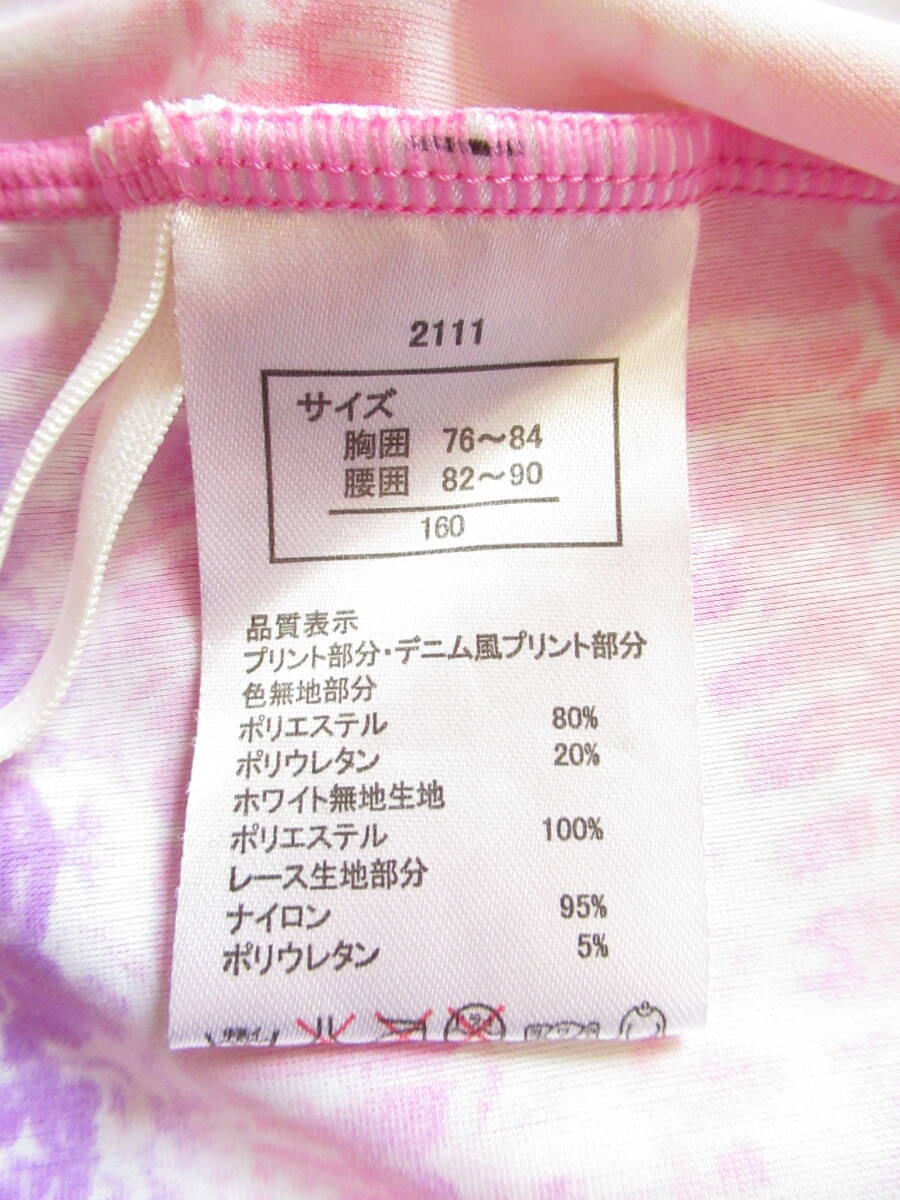 2111
サイズ
胸囲 76～84
腰囲 82～90
160
品質表示
プリント部分・デニム風プリント部分
色無地部分
ポリエステル 80%
ポリウレタン 20%
ホワイト無地生地
ポリエステル 100%
レース生地部分
ナイロン 95%
ポリウレタン 5%